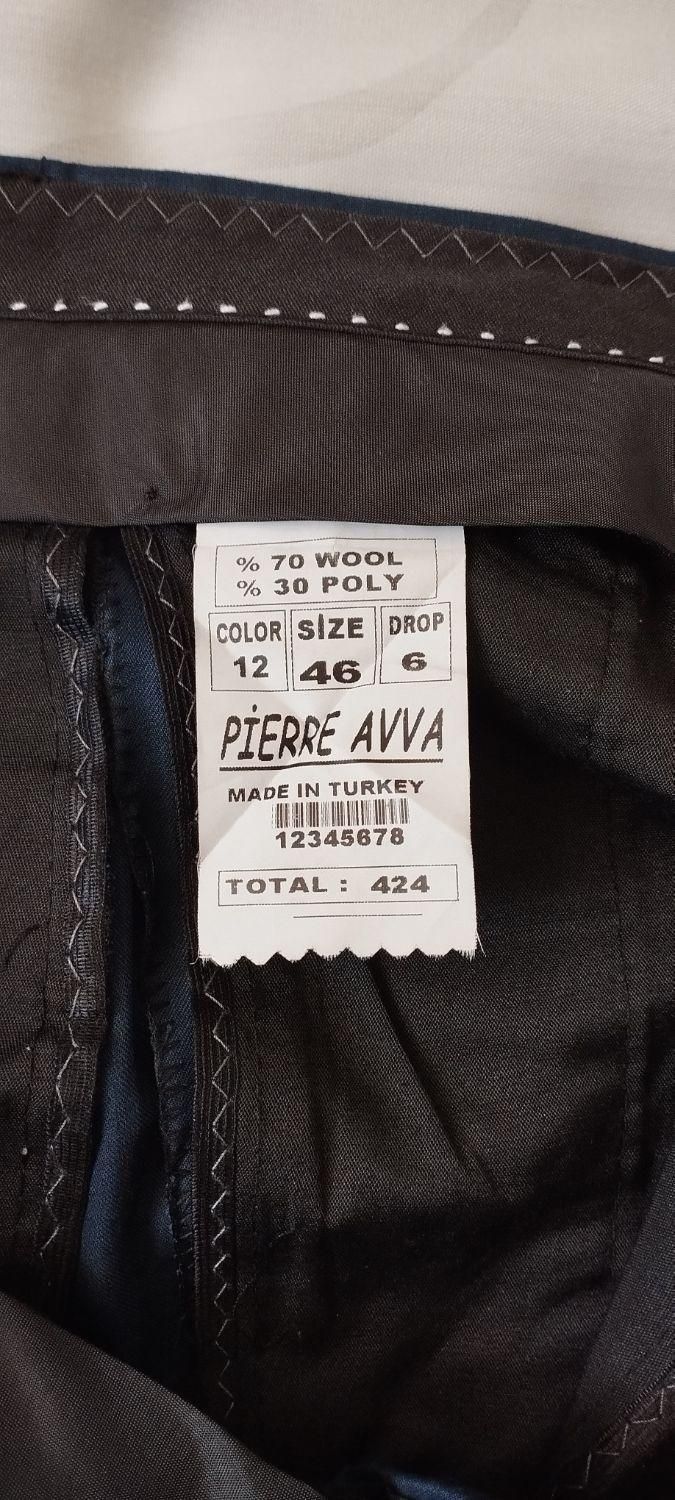 % 70 WOOL
% 30 POLY
COLOR SİZE DROP
12 46 6
PİERRE AVVA
MADE IN TURKEY
12345678
TOTAL : 424